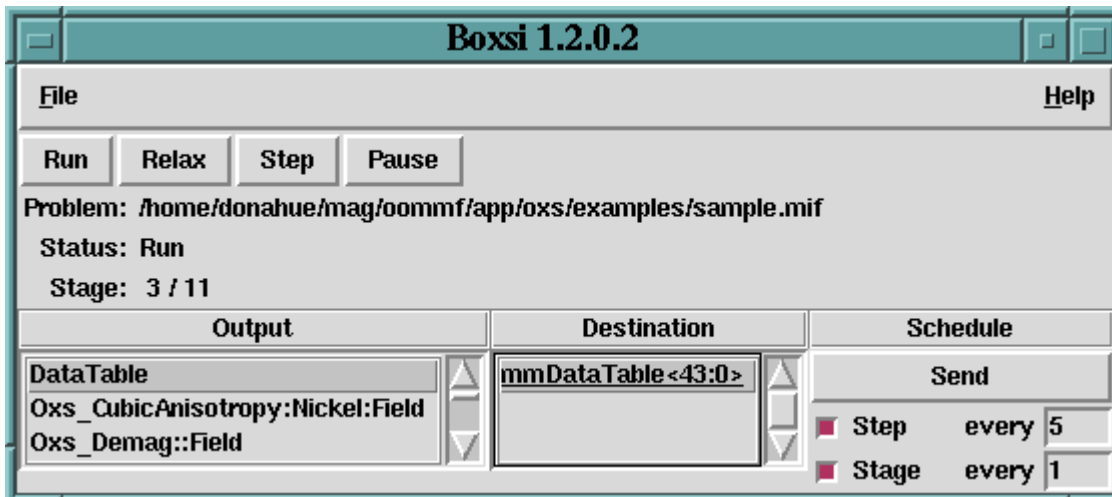 Boxsi 1.2.0.2
File Help
Run Relax Step Pause
Problem: /home/donahue/mag/oommf/app/oxs/examples/sample.mif
Status: Run
Stage: 3 / 11
Output Destination Schedule
DataTable mmDataTable<43:0> Send
Oxs_CubicAnisotropy:Nickel:Field
Oxs_Demag::Field
Step every 5
Stage every 1